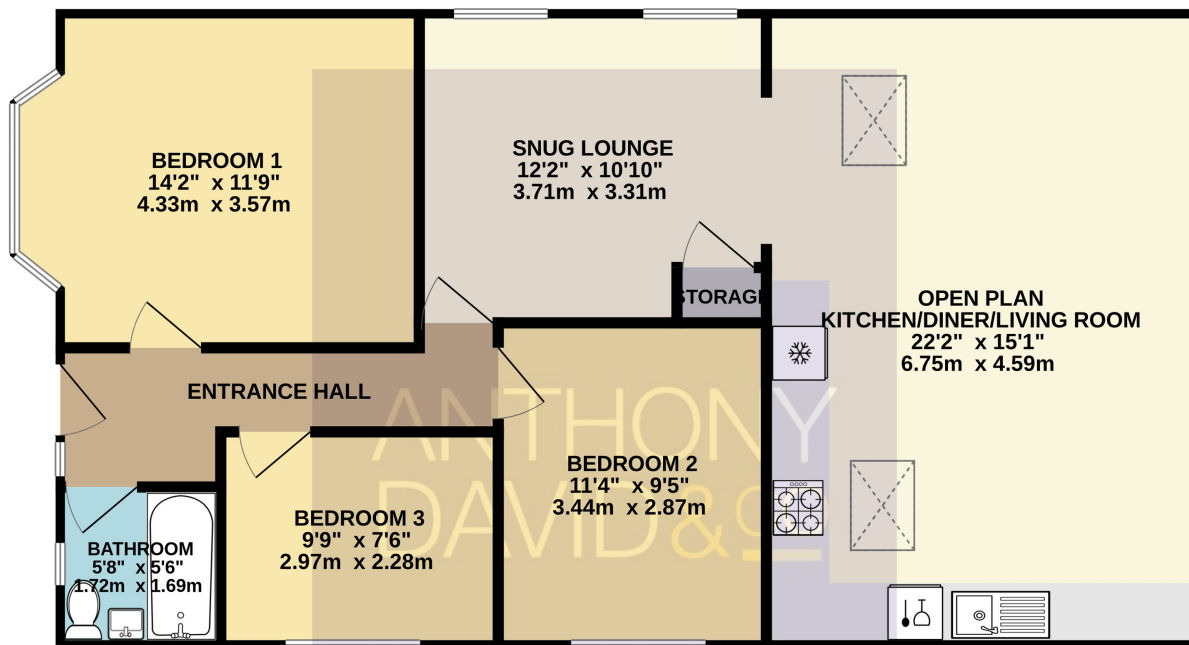 BEDROOM 1
14'2" x 11'9"
4.33m x 3.57m
SNUG LOUNGE
12'2" x 10'10"
3.71m x 3.31m
STORAGE
OPEN PLAN
KITCHEN/DINER/LIVING ROOM
22'2" x 15'1"
6.75m x 4.59m
ENTRANCE HALL
BEDROOM 2
11'4" x 9'5"
3.44m x 2.87m
BEDROOM 3
9'9" x 7'6"
2.97m x 2.28m
BATHROOM
5'8" x 5'6"
1.72m x 1.69m
ANTHONY
DAVID&